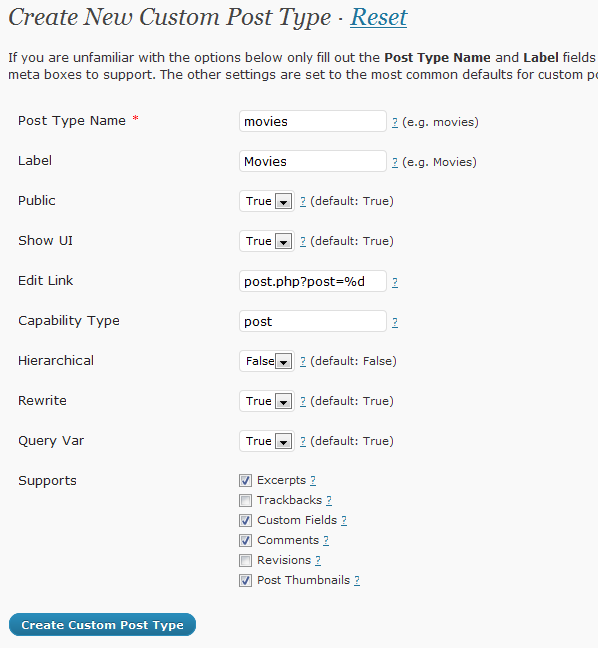 Create New Custom Post Type · Reset
If you are unfamiliar with the options below only fill out the Post Type Name and Label fields
meta boxes to support. The other settings are set to the most common defaults for custom
Post Type Name * movies ? (e.g. movies)
Label Movies ? (e.g. Movies)
Public True ? (default: True)
Show UI True ? (default: True)
Edit Link post.php?post=%d ?
Capability Type post ?
Hierarchical False ? (default: False)
Rewrite True ? (default: True)
Query Var True ? (default: True)
Supports Excerpts ?
Trackbacks ?
Custom Fields ?
Comments ?
Revisions ?
Post Thumbnails ?
Create Custom Post Type